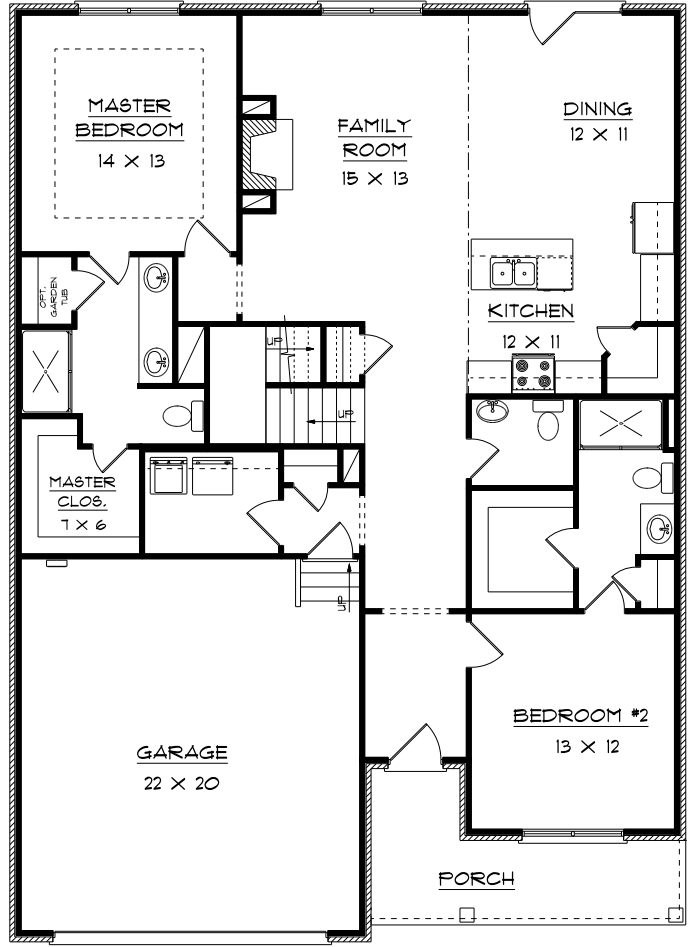 MASTER
BEDROOM
14 X 13
FAMILY
ROOM
15 X 13
DINING
12 X 11
OPT.
GARDEN
TUB
KITCHEN
12 X 11
UP
UP
MASTER
CLOS.
7 X 6
UP
BEDROOM #2
13 X 12
GARAGE
22 X 20
PORCH